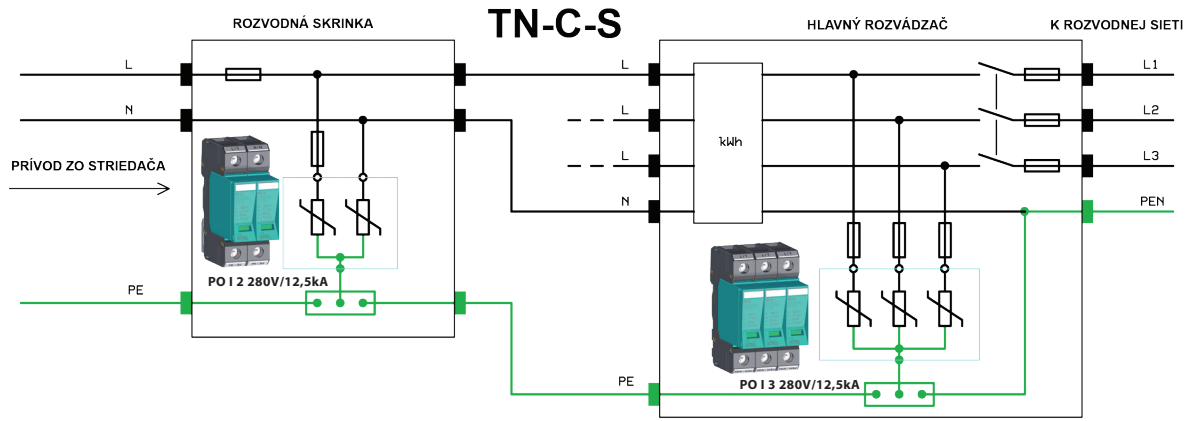 TN-C-S
ROZVODNÁ SKRINKA
HLAVNÝ ROZVÁDZAČ
K ROZVODNEJ SIETI
L
L
L1
N
L
L2
kWh
PRÍVOD ZO STRIEDAČA
L
L3
N
PEN
PO I 2 280V/12,5kA
PE
PE
PO I 3 280V/12,5kA